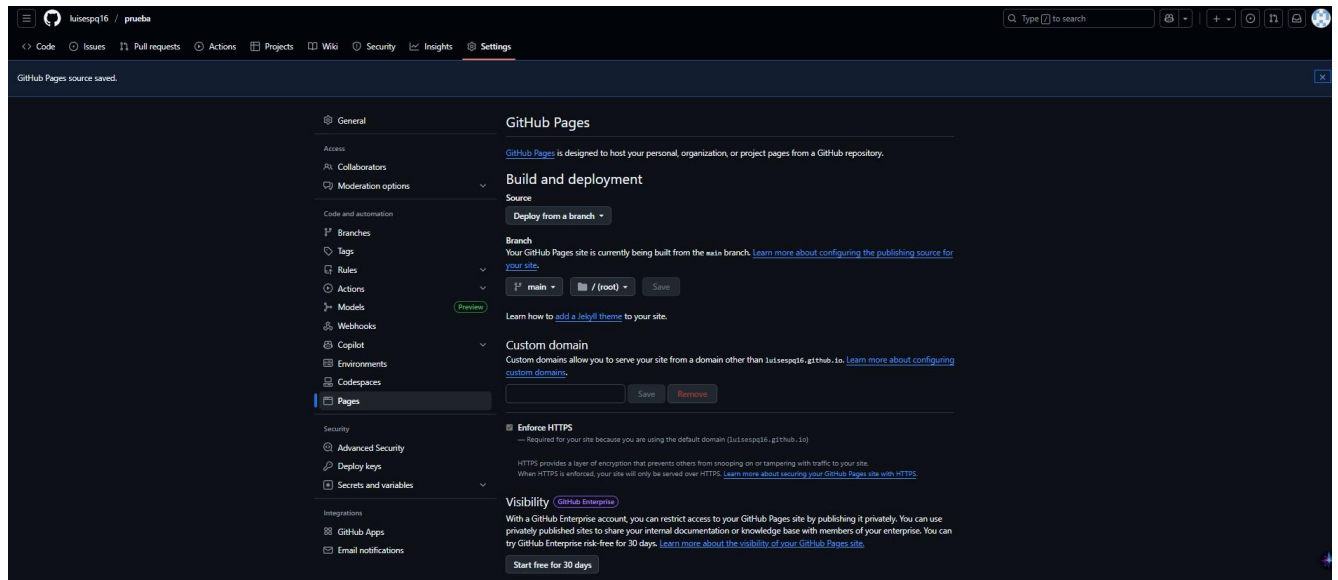 luisespq16 / prueba
Type / to search
Code Issues Pull requests Actions Projects Wiki Security Insights Settings
GitHub Pages source saved.
General
Access
Collaborators
Moderation options
Code and automation
Branches
Tags
Rules
Actions
Models Preview
Webhooks
Copilot
Environments
Codespaces
Pages
Security
Advanced Security
Deploy keys
Secrets and variables
Integrations
GitHub Apps
Email notifications
GitHub Pages
GitHub Pages is designed to host your personal, organization, or project pages from a GitHub repository.
Build and deployment
Source
Deploy from a branch
Branch
Your GitHub Pages site is currently being built from the main branch. Learn more about configuring the publishing source for
your site.
main / (root) Save
Learn how to add a Jekyll theme to your site.
Custom domain
Custom domains allow you to serve your site from a domain other than luisespq16.github.io. Learn more about configuring
custom domains.
Save Remove
Enforce HTTPS
— Required for your site because you are using the default domain (luisespq16.github.io)
HTTPS provides a layer of encryption that prevents others from snooping on or tampering with traffic to your site.
When HTTPS is enforced, your site will only be served over HTTPS. Learn more about securing your GitHub Pages site with HTTPS.
Visibility GitHub Enterprise
With a GitHub Enterprise account, you can restrict access to your GitHub Pages site by publishing it privately. You can use
privately published sites to share your internal documentation or knowledge base with members of your enterprise. You can
try GitHub Enterprise risk-free for 30 days. Learn more about the visibility of your GitHub Pages site.
Start free for 30 days